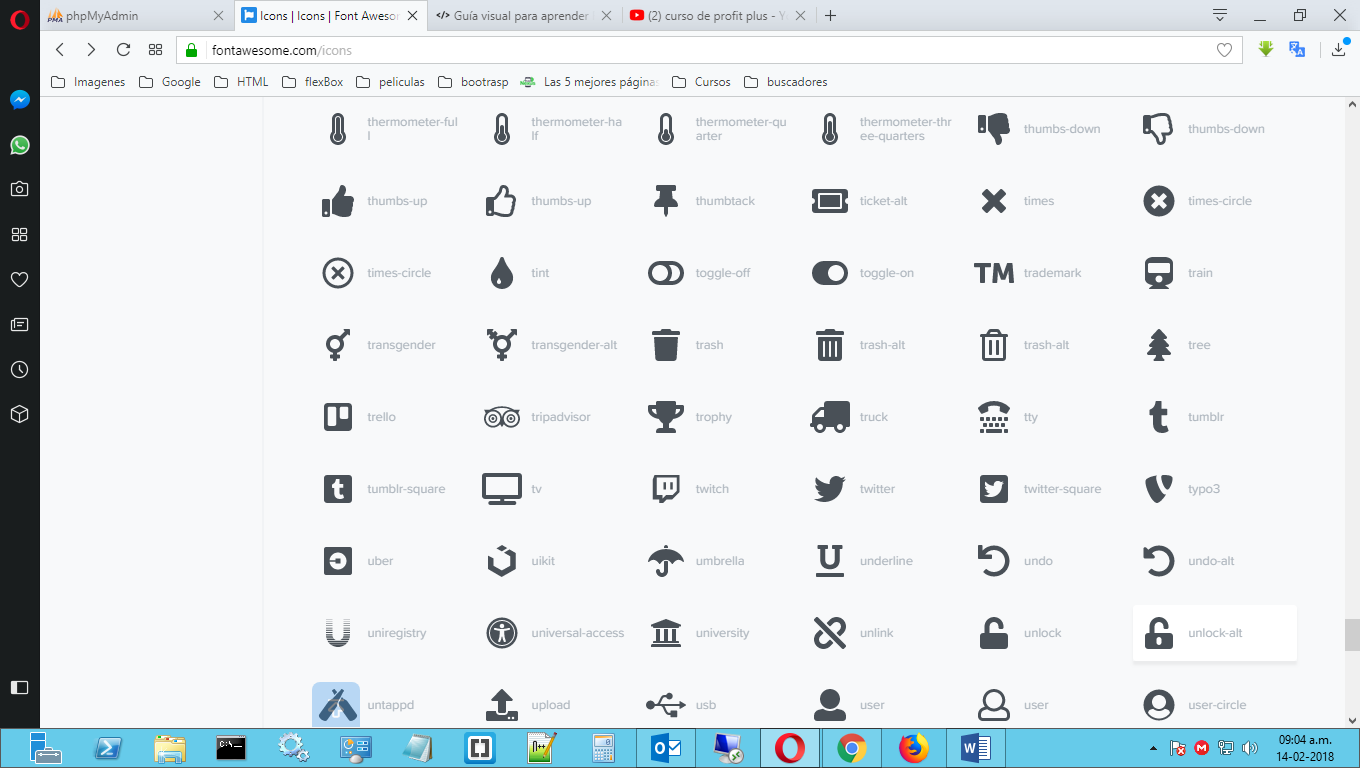 phpMyAdmin
Icons | Icons | Font Aweso
Guía visual para aprender
(2) curso de profit plus - Y
fontawesome.com/icons
Imagenes
Google
HTML
flexBox
peliculas
bootrasp
Las 5 mejores página
Cursos
buscadores
thermometer-ful
l
thermometer-ha
lf
thermometer-qu
arter
thermometer-thr
ee-quarters
thumbs-down
thumbs-down
thumbs-up
thumbs-up
thumbtack
ticket-alt
times
times-circle
times-circle
tint
toggle-off
toggle-on
TM
trademark
train
transgender
transgender-alt
trash
trash-alt
trash-alt
tree
trello
tripadvisor
trophy
truck
tty
tumblr
tumblr-square
tv
twitch
twitter
twitter-square
typo3
uber
uikit
umbrella
underline
undo
undo-alt
uniregistry
universal-access
university
unlink
unlock
unlock-alt
untappd
upload
usb
user
user
user-circle
09:04 a.m.
14-02-2018